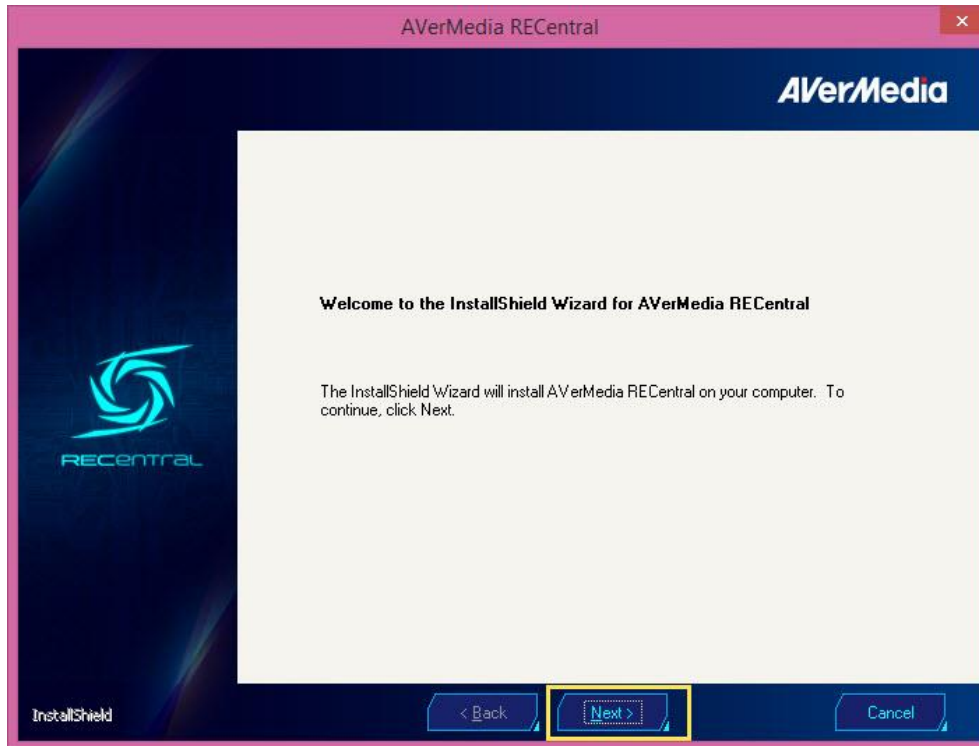 AVerMedia RECentral
AVerMedia
Welcome to the InstallShield Wizard for AVerMedia RECentral
The InstallShield Wizard will install AVerMedia RECentral on your computer. To
continue, click Next.
RECentral
InstallShield
< Back
Next >
Cancel